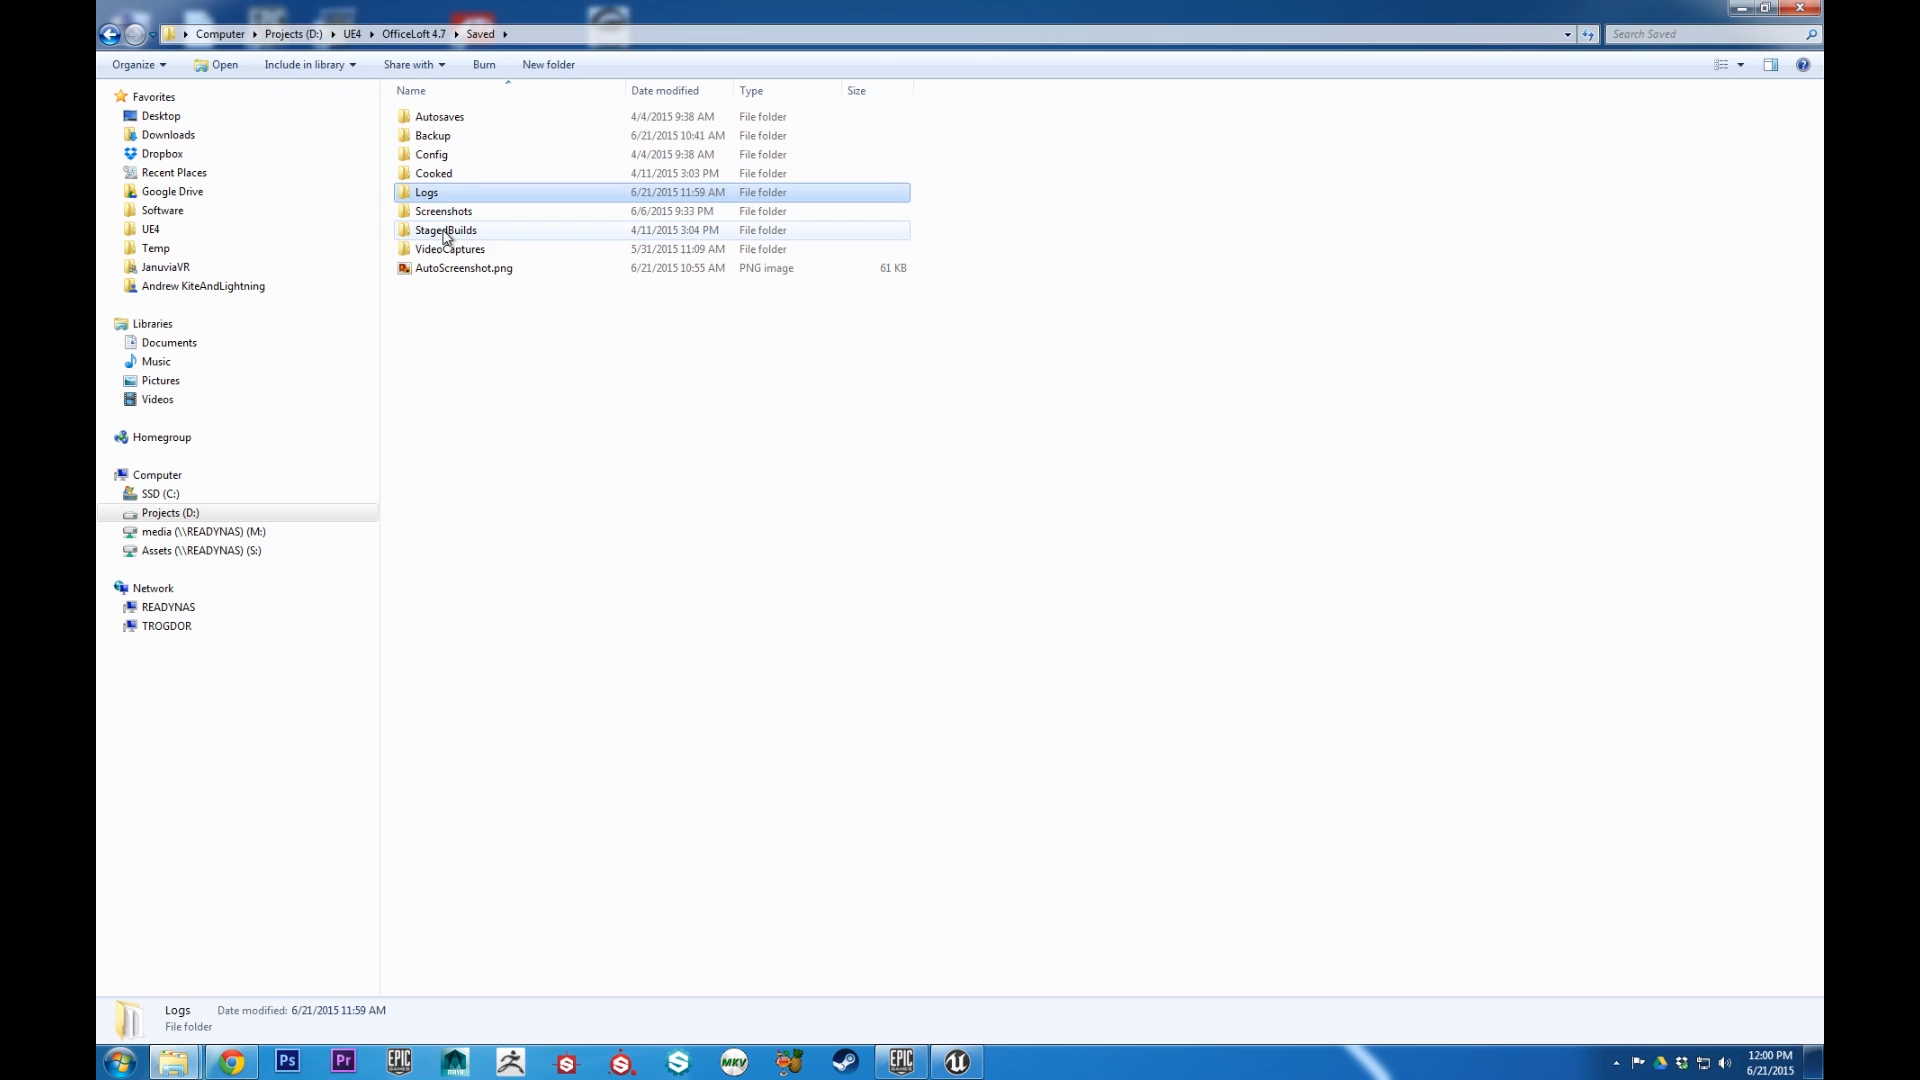 Computer Projects (D:) UE4 OfficeLoft 4.7 Saved
Search Saved
Organize Open Include in library Share with Burn New folder
Name Date modified Type Size
Favorites
Desktop
Downloads
Dropbox
Recent Places
Google Drive
Software
UE4
Temp
JanuviaVR
Andrew KiteAndLightning
Libraries
Documents
Music
Pictures
Videos
Homegroup
Computer
SSD (C:)
Projects (D:)
media (\\READYNAS) (M:)
Assets (\\READYNAS) (S:)
Network
READYNAS
TROGDOR
Autosaves 4/4/2015 9:38 AM File folder
Backup 6/21/2015 10:41 AM File folder
Config 4/4/2015 9:38 AM File folder
Cooked 4/11/2015 3:03 PM File folder
Logs 6/21/2015 11:59 AM File folder
Screenshots 6/6/2015 9:33 PM File folder
StagedBuilds 4/11/2015 3:04 PM File folder
VideoCaptures 5/31/2015 11:09 AM File folder
AutoScreenshot.png 6/21/2015 10:55 AM PNG image 61 KB
Logs Date modified: 6/21/2015 11:59 AM
File folder
Ps Pr EPIC GAMES MAYA MKV EPIC GAMES
12:00 PM
6/21/2015